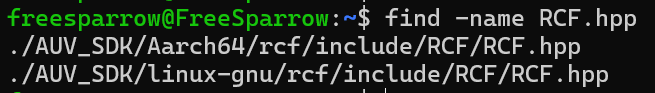 freesparrow@FreeSparrow:~$ find -name RCF.hpp
./AUV_SDK/Aarch64/rcf/include/RCF/RCF.hpp
./AUV_SDK/linux-gnu/rcf/include/RCF/RCF.hpp